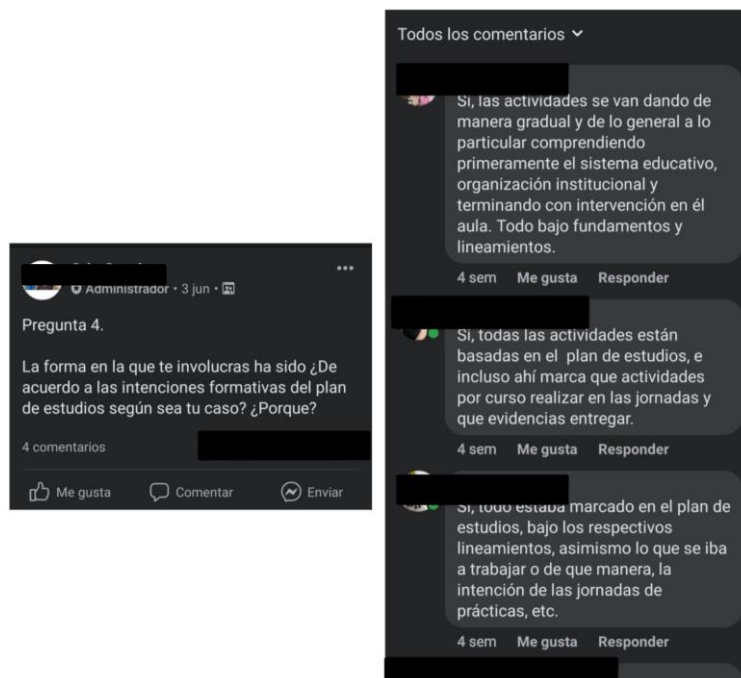 Administrador • 3 jun •
Pregunta 4.
La forma en la que te involucras ha sido ¿De
acuerdo a las intenciones formativas del plan
de estudios según sea tu caso? ¿Porque?
4 comentarios
Me gusta Comentar Enviar
Todos los comentarios
Si, las actividades se van dando de
manera gradual y de lo general a lo
particular comprendiendo
primeramente el sistema educativo,
organización institucional y
terminando con intervención en él
aula. Todo bajo fundamentos y
lineamientos.
4 sem Me gusta Responder
Si, todas las actividades están
basadas en el plan de estudios, e
incluso ahí marca que actividades
por curso realizar en las jornadas y
que evidencias entregar.
4 sem Me gusta Responder
Si, todo estaba marcado en el plan de
estudios, bajo los respectivos
lineamientos, asimismo lo que se iba
a trabajar o de que manera, la
intención de las jornadas de
prácticas, etc.
4 sem Me gusta Responder